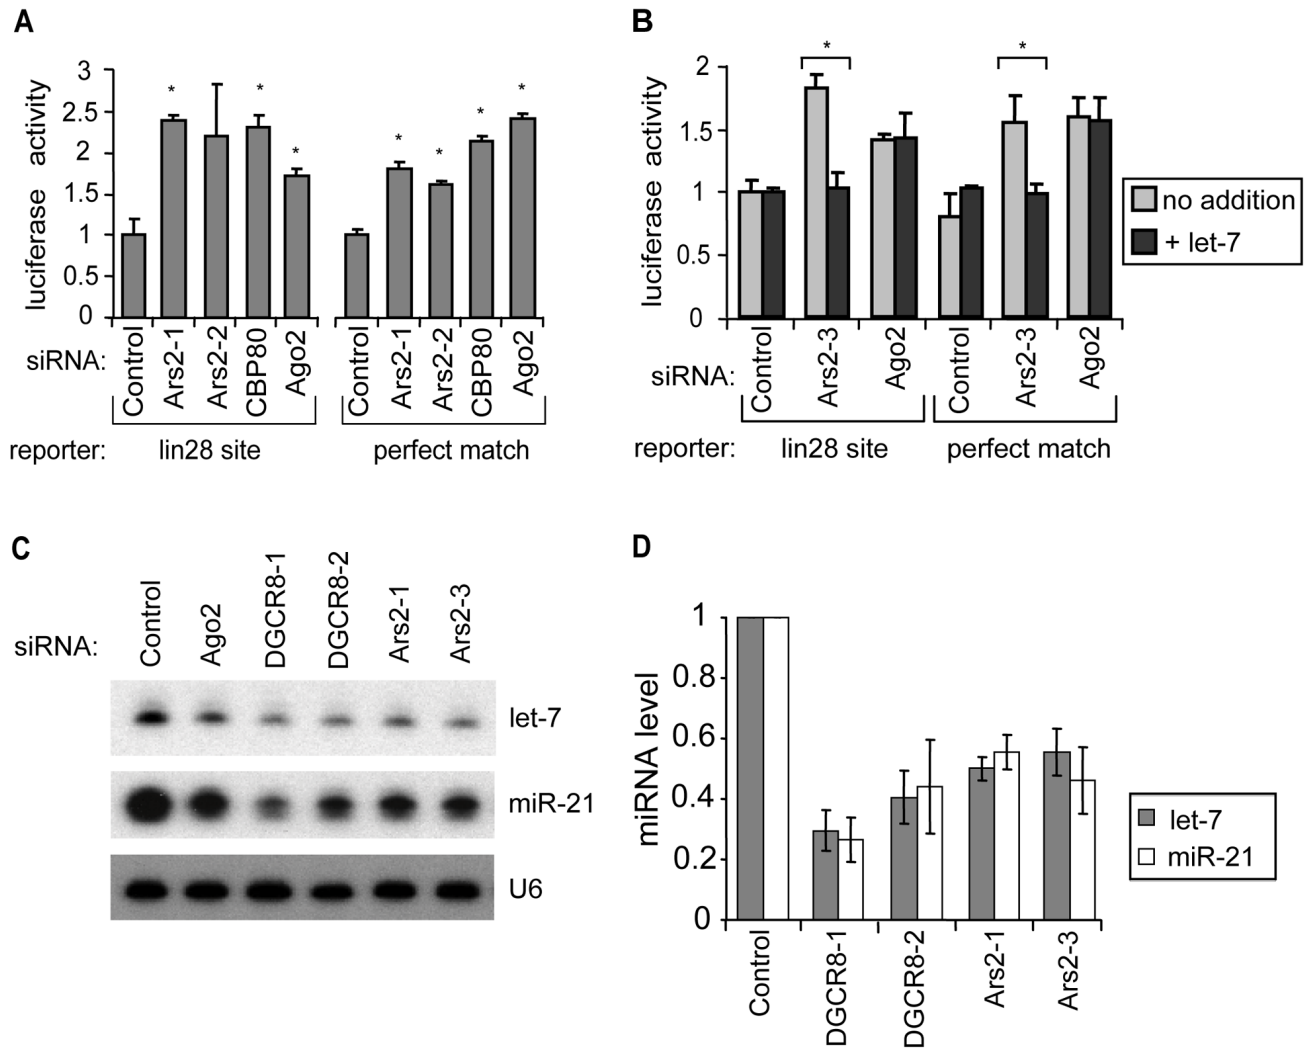 A
luciferase activity
3
2.5
2
1.5
1
0.5
0
* * * * * * *
siRNA:
Control
Ars2-1
Ars2-2
CBP80
Ago2
Control
Ars2-1
Ars2-2
CBP80
Ago2
reporter: lin28 site perfect match
B
luciferase activity
2
1.5
1
0.5
0
* *
no addition
+ let-7
siRNA:
Control
Ars2-3
Ago2
Control
Ars2-3
Ago2
reporter: lin28 site perfect match
C
siRNA:
Control
Ago2
DGCR8-1
DGCR8-2
Ars2-1
Ars2-3
let-7
miR-21
U6
D
miRNA level
1
0.8
0.6
0.4
0.2
0
let-7
miR-21
Control
DGCR8-1
DGCR8-2
Ars2-1
Ars2-3